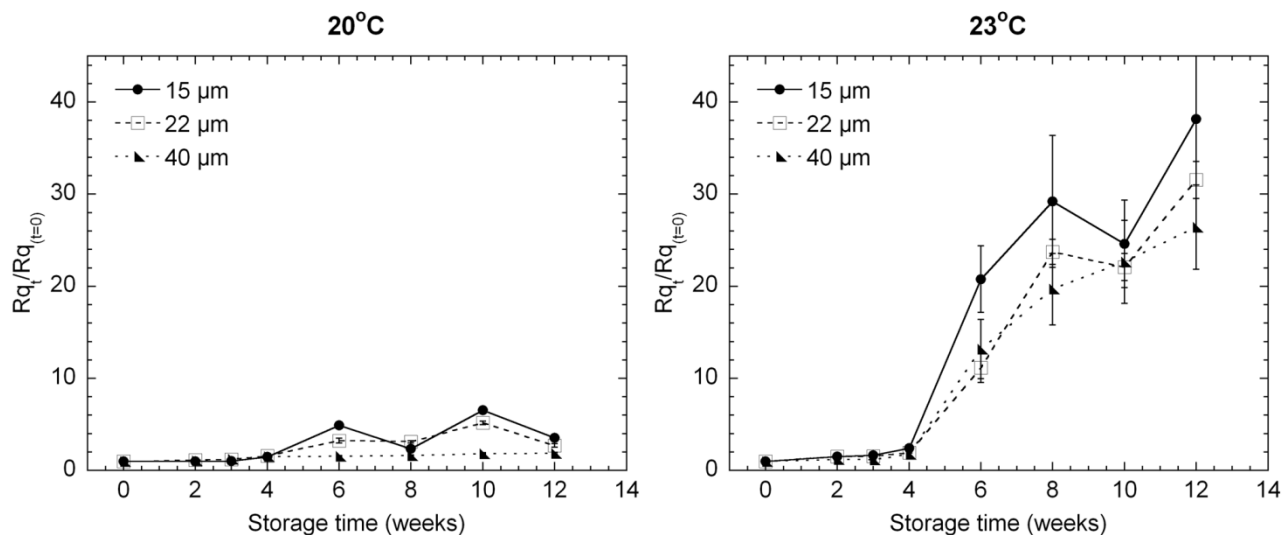 20°C
15 µm
22 µm
40 µm
Rqt/Rq(t=0)
40
30
20
10
0
0 2 4 6 8 10 12 14
Storage time (weeks)
23°C
15 µm
22 µm
40 µm
Rqt/Rq(t=0)
40
30
20
10
0
0 2 4 6 8 10 12 14
Storage time (weeks)